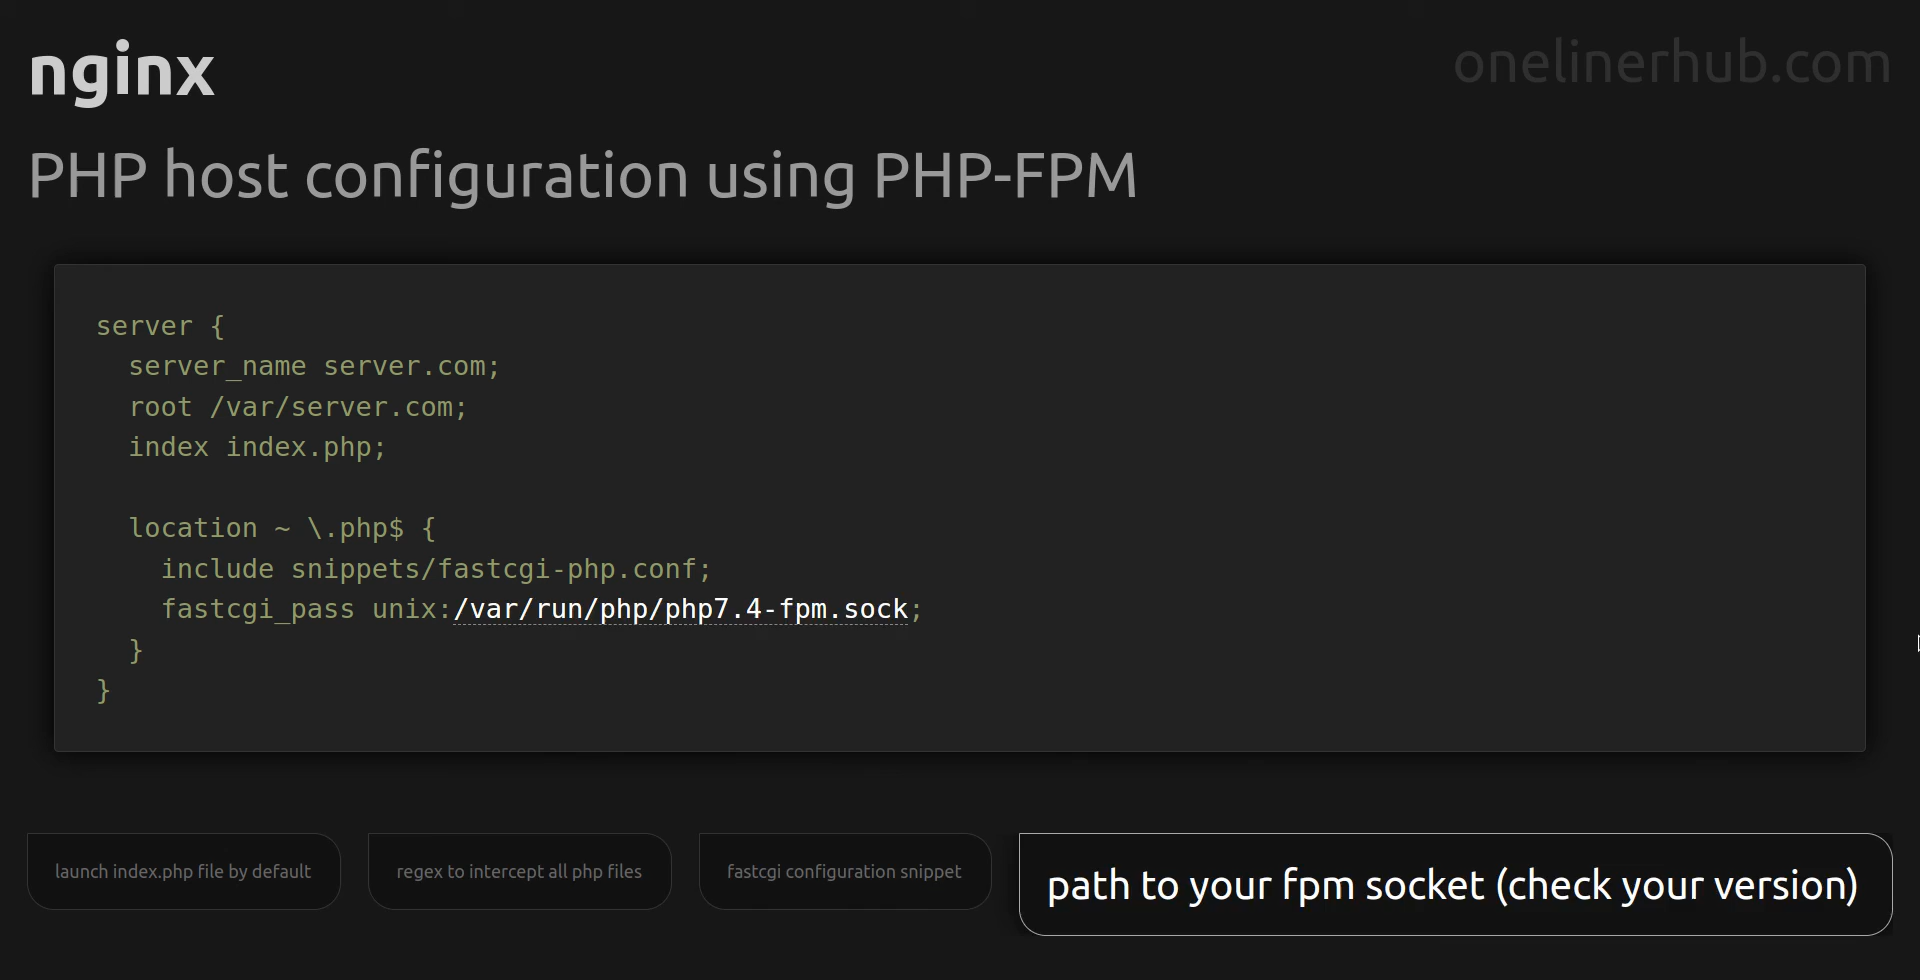 nginx
onelinerhub.com
PHP host configuration using PHP-FPM
server {
  server_name server.com;
  root /var/server.com;
  index index.php;

  location ~ \.php$ {
    include snippets/fastcgi-php.conf;
    fastcgi_pass unix:/var/run/php/php7.4-fpm.sock;
  }
}
launch index.php file by default
regex to intercept all php files
fastcgi configuration snippet
path to your fpm socket (check your version)